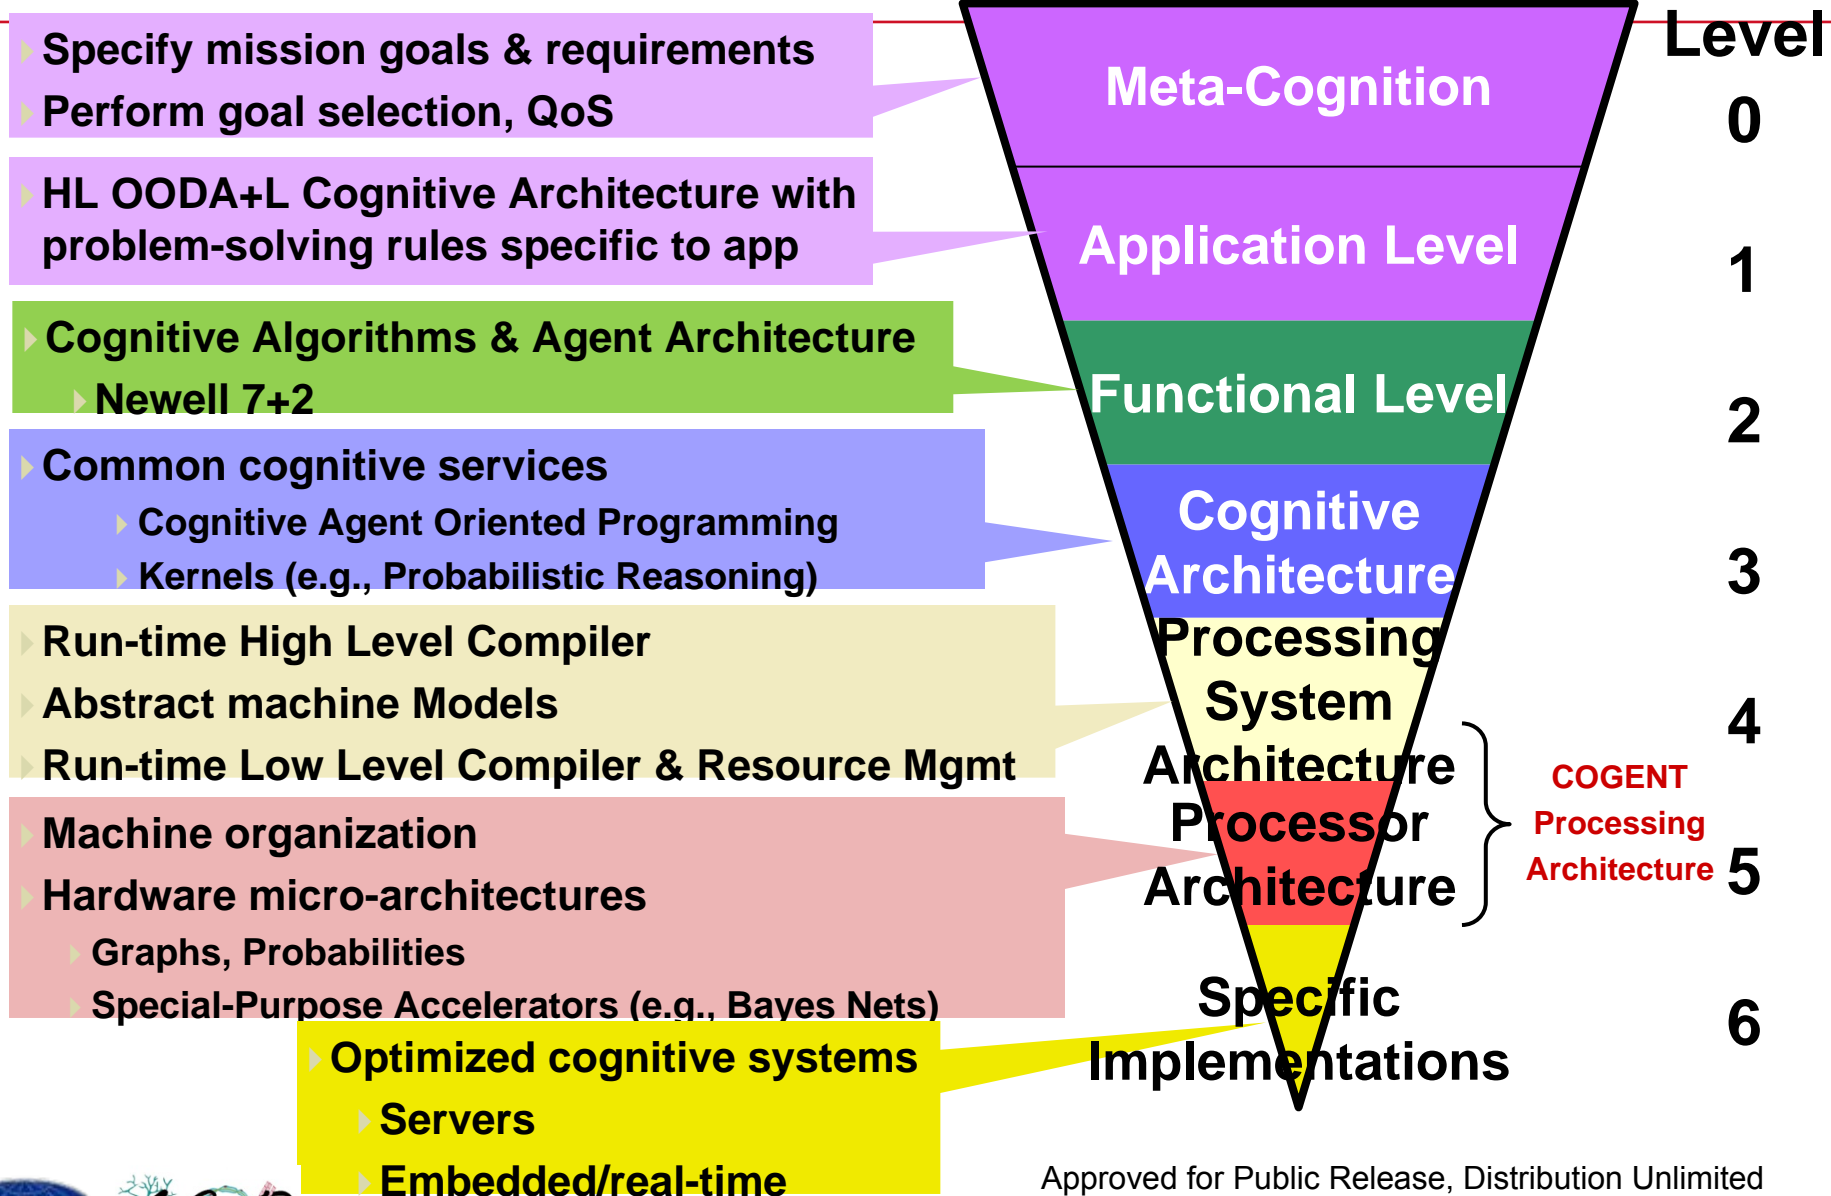 Specify mission goals & requirements
Perform goal selection, QoS
HL OODA+L Cognitive Architecture with
problem-solving rules specific to app
Cognitive Algorithms & Agent Architecture
Newell 7+2
Common cognitive services
Cognitive Agent Oriented Programming
Kernels (e.g., Probabilistic Reasoning)
Run-time High Level Compiler
Abstract machine Models
Run-time Low Level Compiler & Resource Mgmt
Machine organization
Hardware micro-architectures
Graphs, Probabilities
Special-Purpose Accelerators (e.g., Bayes Nets)
Optimized cognitive systems
Servers
Embedded/real-time
Meta-Cognition
Application Level
Functional Level
Cognitive
Architecture
Processing
System
Architecture
Processor
Architecture
Specific
Implementations
COGENT
Processing
Architecture
Level
0
1
2
3
4
5
6
Approved for Public Release, Distribution Unlimited